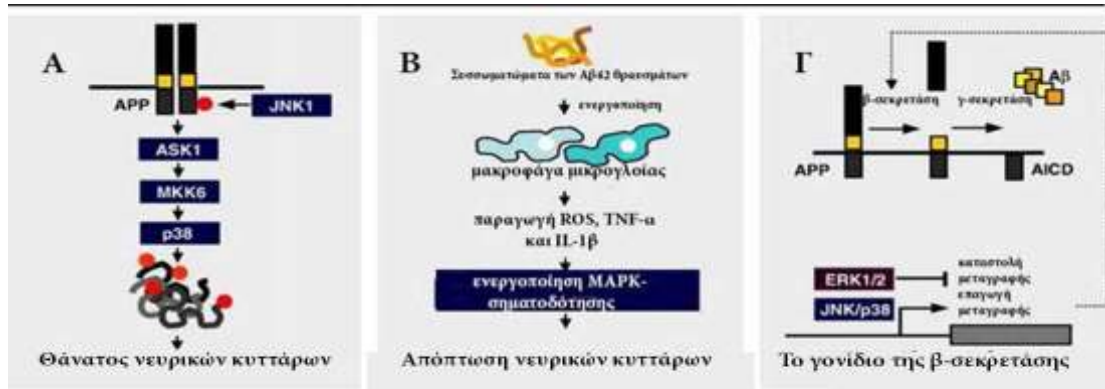 Α
APP
JNK1
ASK1
MKK6
p38
Θάνατος νευρικών κυττάρων
Β
Συσσωματώματα των Αβ42 θραυσμάτων
ενεργοποίηση
μακροφάγα μικρογλοίας
παραγωγή ROS, TNF-α
και IL-1β
ενεργοποίηση MAPK-
σηματοδότησης
Απόπτωση νευρικών κυττάρων
Γ
Αβ
β-σεκρετάση γ-σεκρετάση
APP
AICD
ERK1/2
καταστολή
μεταγραφής
JNK/p38
επαγωγή
μεταγραφής
Το γονίδιο της β-σεκρετάσης